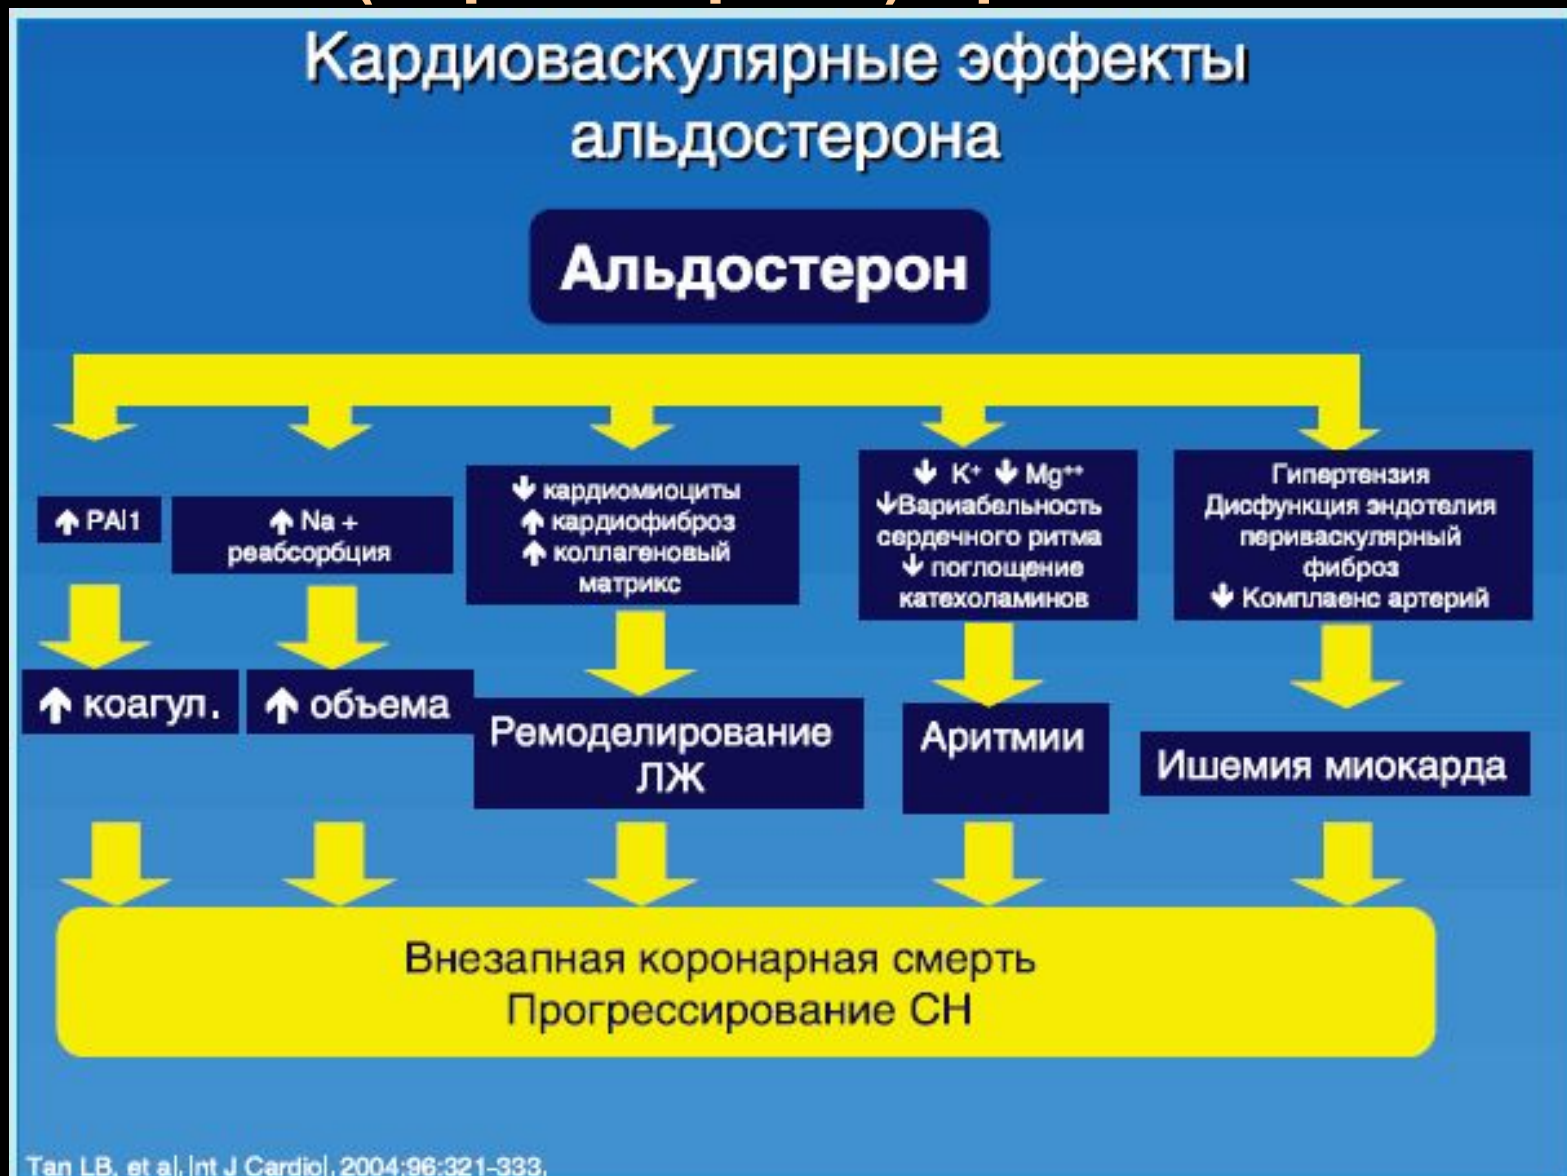 Кардиоваскулярные эффекты
альдостерона
Альдостерон
↑ PAI1
↑ Na +
реабсорбция
↓ кардиомиоциты
↑ кардиофиброз
↑ коллагеновый
матрикс
↓ K⁺ ↓ Mg⁺⁺
↓Вариабельность
сердечного ритма
↓ поглощение
катехоламинов
Гипертензия
Дисфункция эндотелия
периваскулярный
фиброз
↓ Комплаенс артерий
↑ коагул.
↑ объема
Ремоделирование
ЛЖ
Аритмии
Ишемия миокарда
Внезапная коронарная смерть
Прогрессирование СН
Tan LB, et al. Int J Cardiol. 2004;96:321-333.